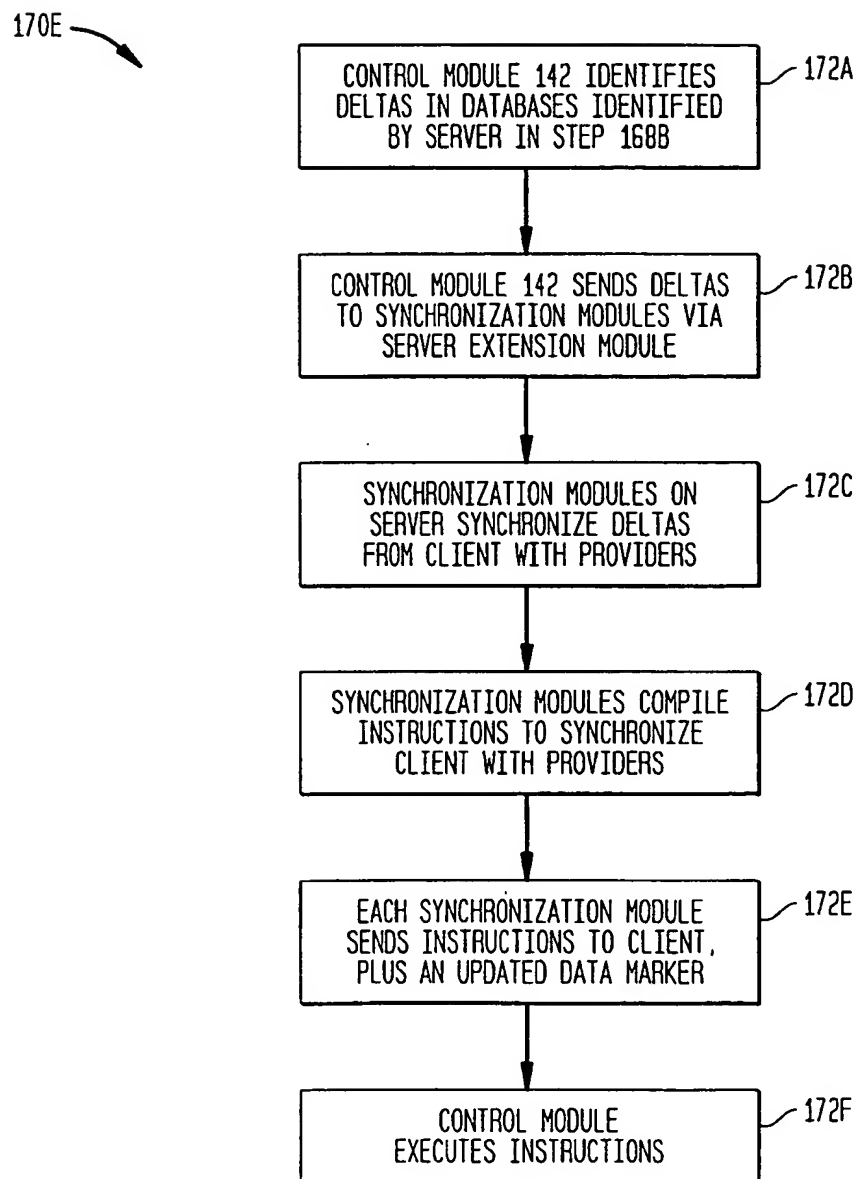 170E
CONTROL MODULE 142 IDENTIFIES
DELTAS IN DATABASES IDENTIFIED
BY SERVER IN STEP 168B
172A
CONTROL MODULE 142 SENDS DELTAS
TO SYNCHRONIZATION MODULES VIA
SERVER EXTENSION MODULE
172B
SYNCHRONIZATION MODULES ON
SERVER SYNCHRONIZE DELTAS
FROM CLIENT WITH PROVIDERS
172C
SYNCHRONIZATION MODULES COMPILE
INSTRUCTIONS TO SYNCHRONIZE
CLIENT WITH PROVIDERS
172D
EACH SYNCHRONIZATION MODULE
SENDS INSTRUCTIONS TO CLIENT,
PLUS AN UPDATED DATA MARKER
172E
CONTROL MODULE
EXECUTES INSTRUCTIONS
172F